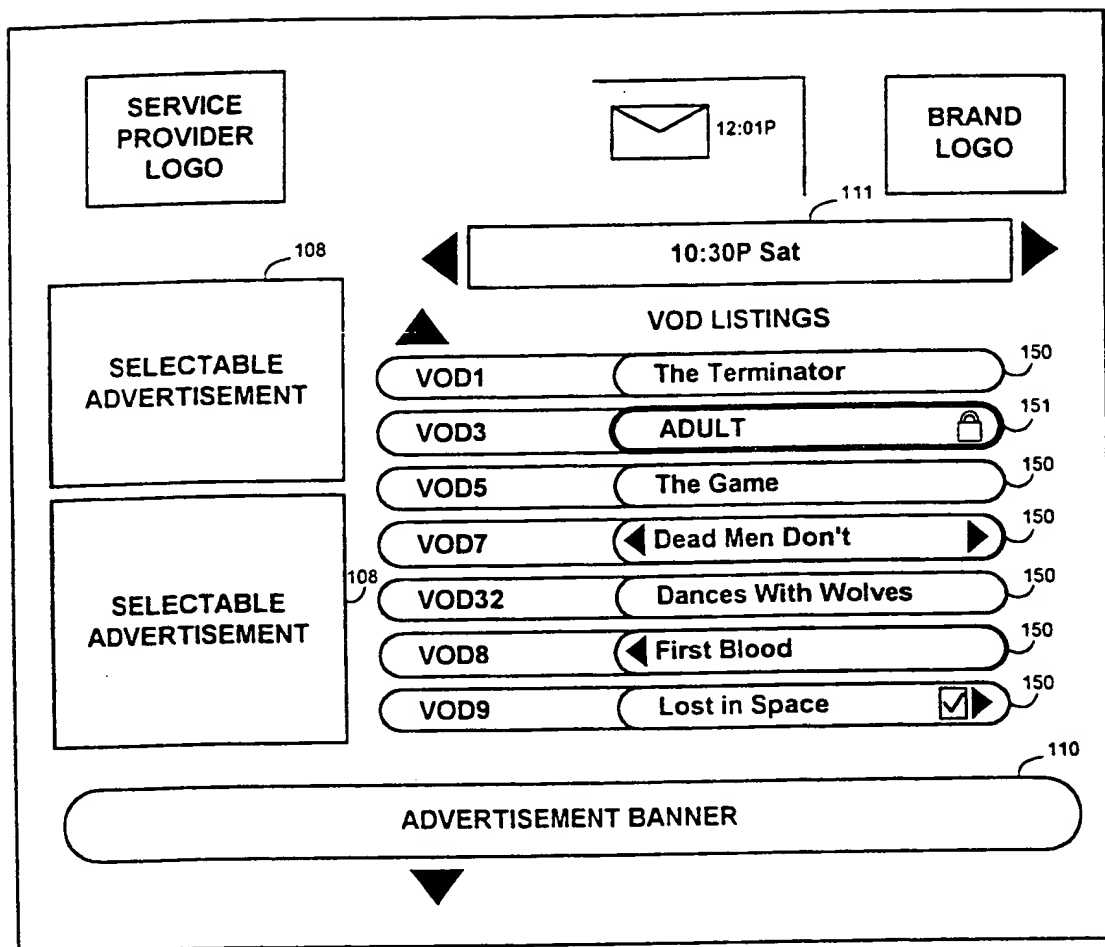 SERVICE
PROVIDER
LOGO
12:01P
BRAND
LOGO
111
10:30P Sat
108
SELECTABLE
ADVERTISEMENT
VOD LISTINGS
VOD1 The Terminator 150
VOD3 ADULT 151
VOD5 The Game 150
VOD7 Dead Men Don't 150
108
SELECTABLE
ADVERTISEMENT
VOD32 Dances With Wolves 150
VOD8 First Blood 150
VOD9 Lost in Space 150
110
ADVERTISEMENT BANNER